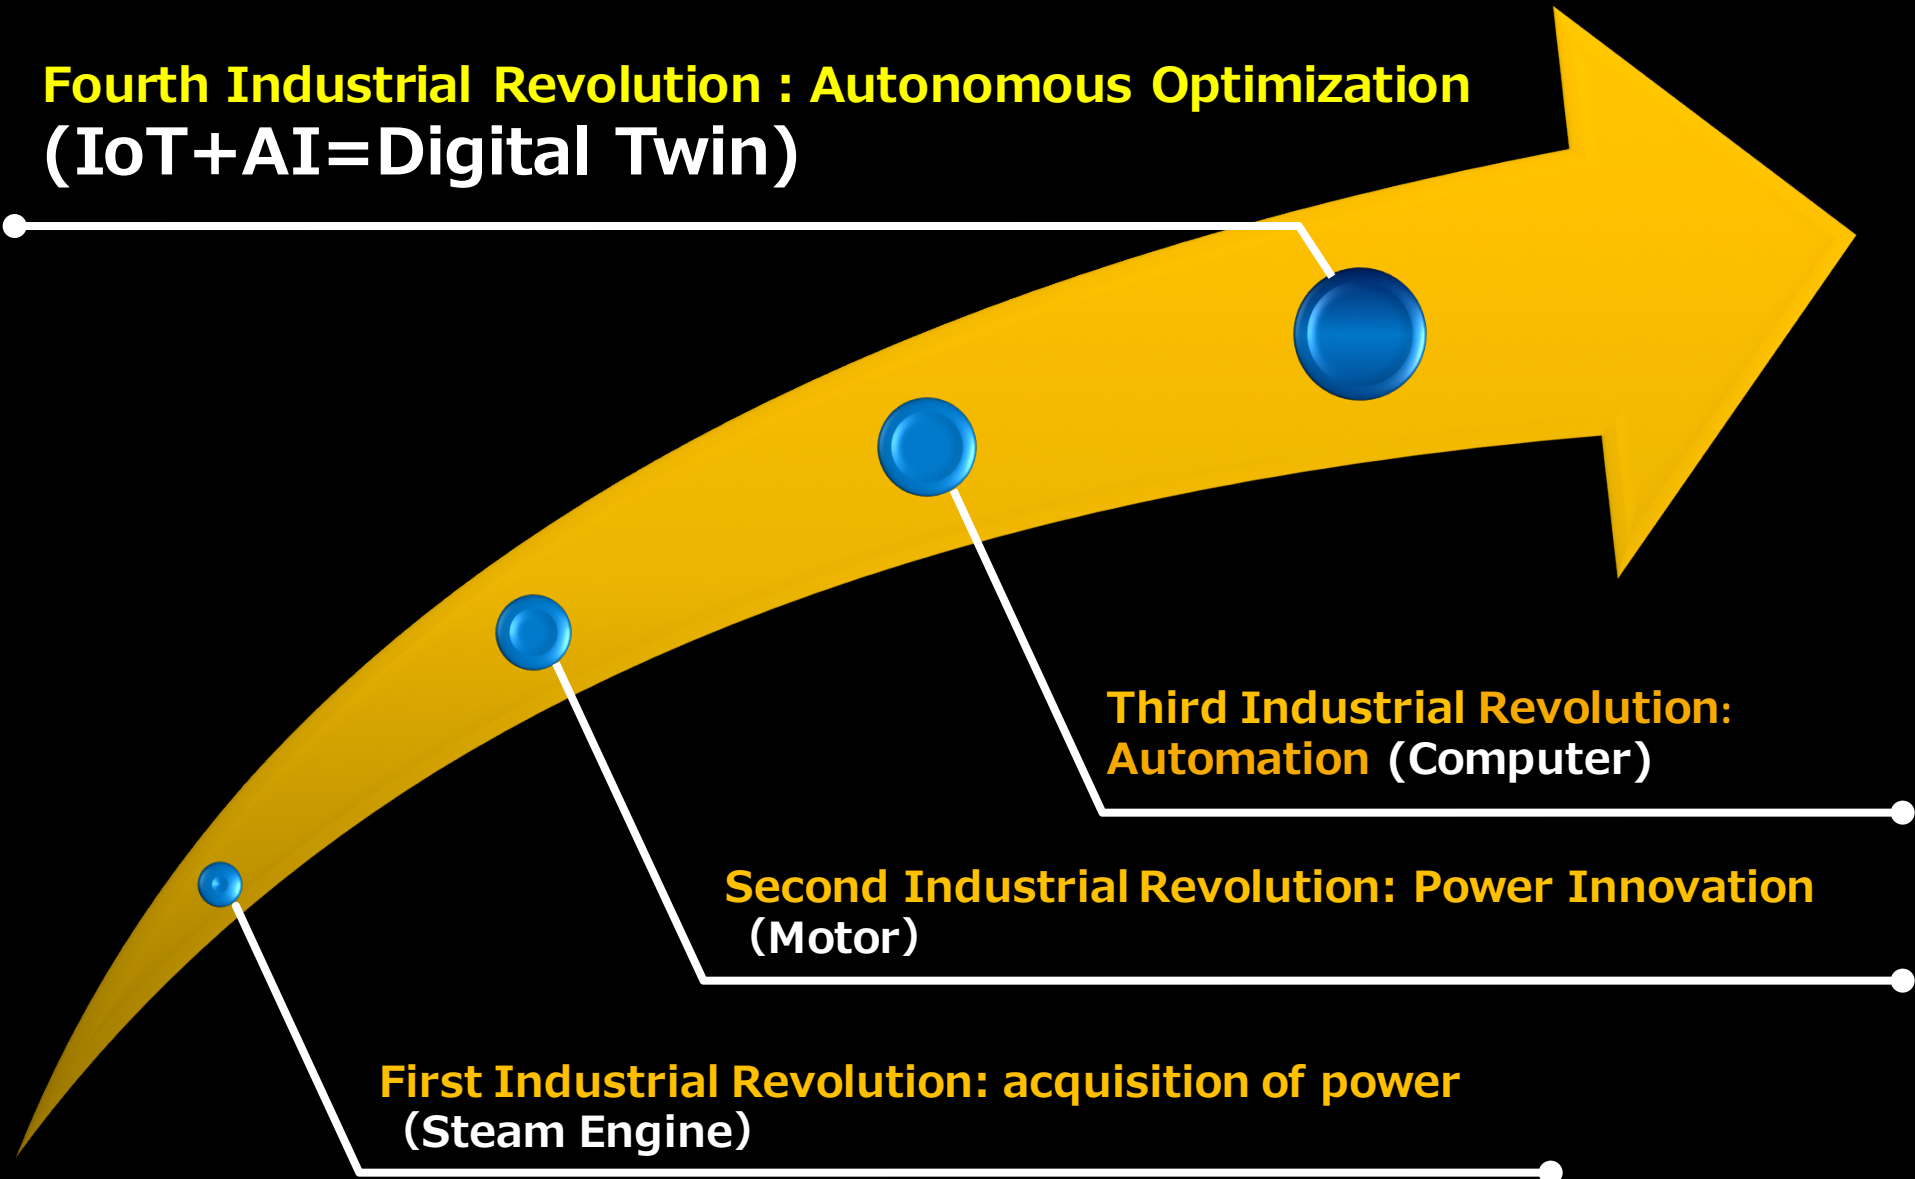 Fourth Industrial Revolution : Autonomous Optimization
(IoT+AI=Digital Twin)
Third Industrial Revolution:
Automation (Computer)
Second Industrial Revolution: Power Innovation
(Motor)
First Industrial Revolution: acquisition of power
(Steam Engine)